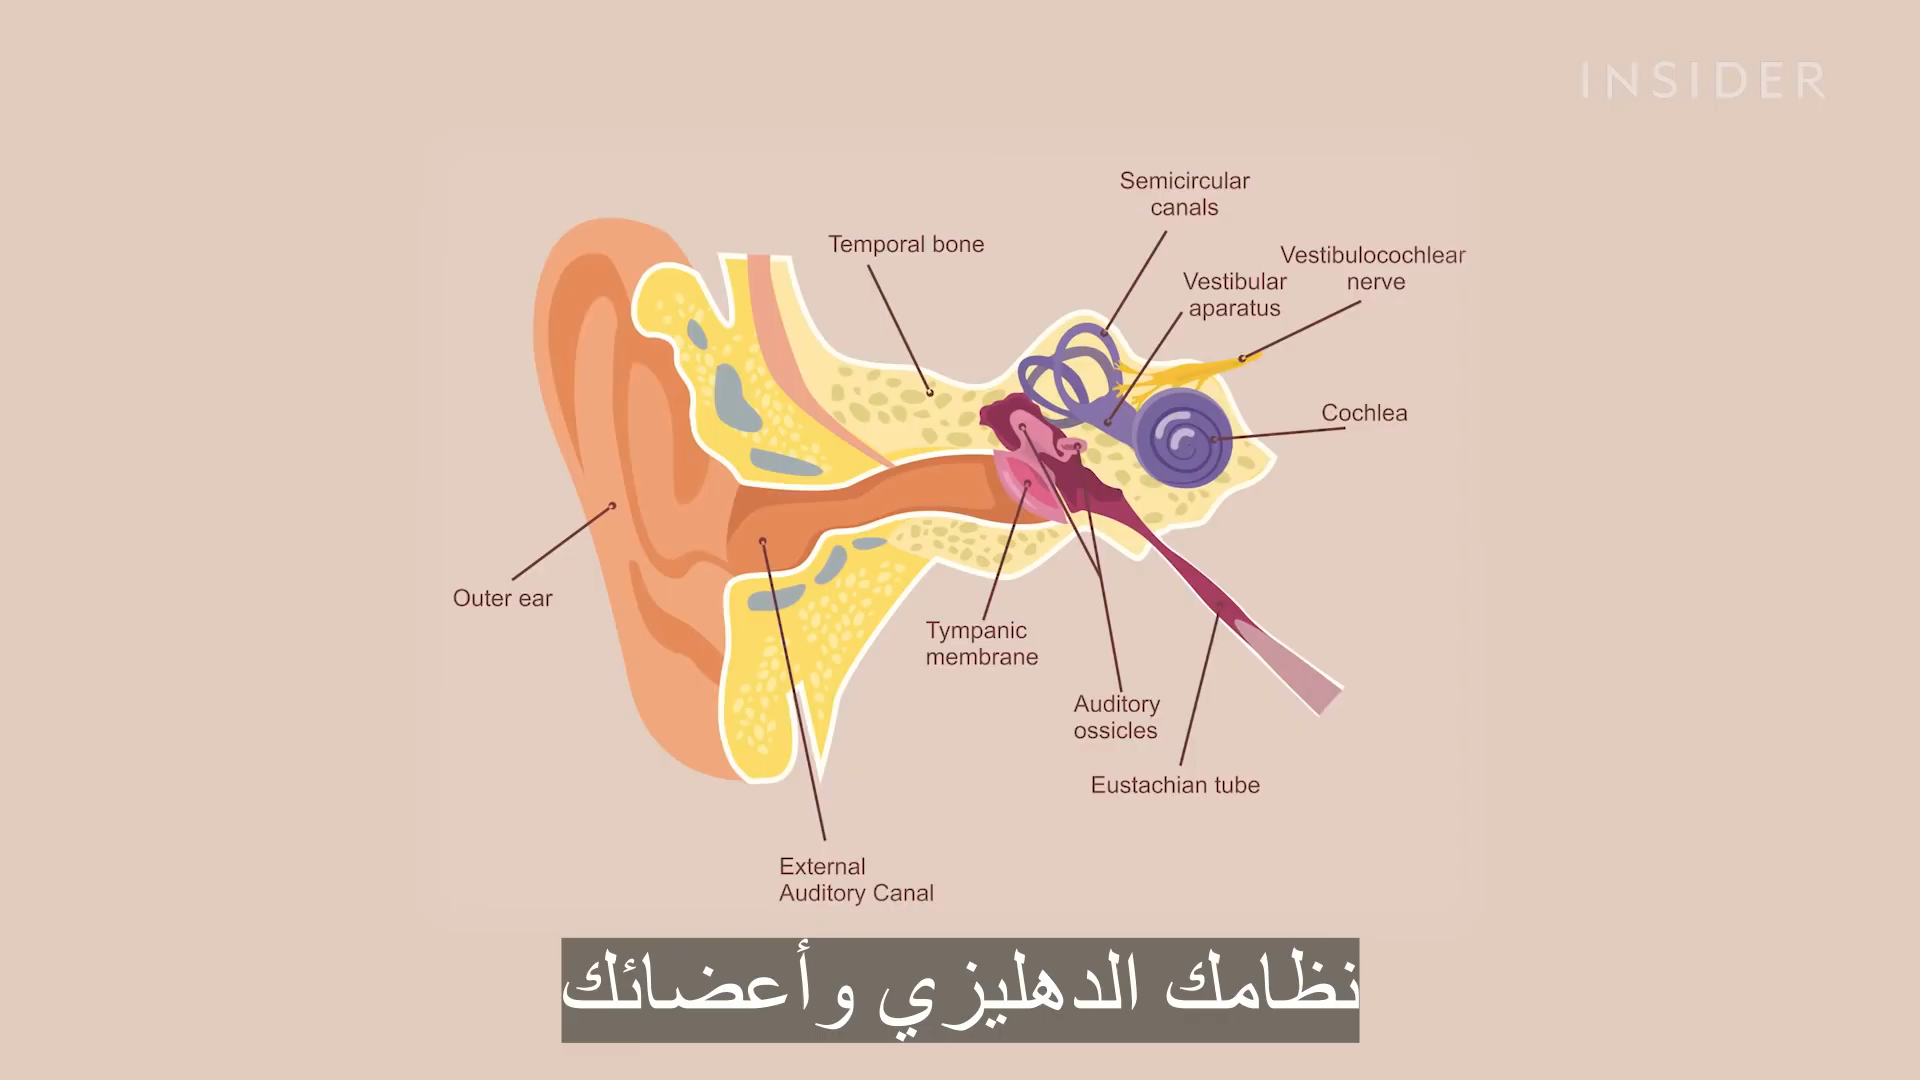 INSIDER
Semicircular
canals
Temporal bone
Vestibulocochlear
nerve
Vestibular
aparatus
Cochlea
Outer ear
Tympanic
membrane
Auditory
ossicles
Eustachian tube
External
Auditory Canal
نظامك الدهليزي وأعضائك